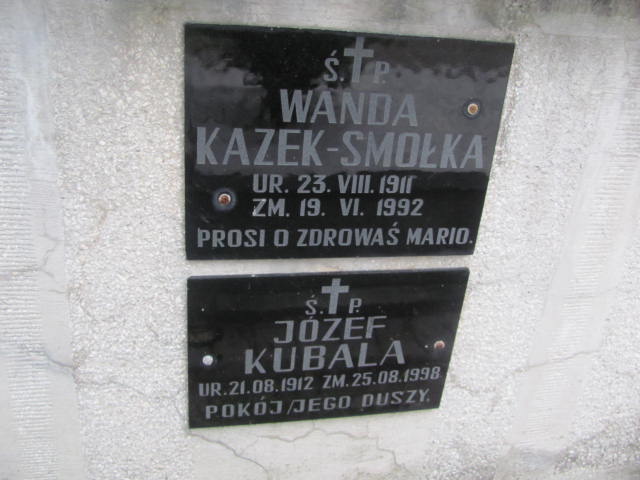 Ś. P.
WANDA
KAZEK-SMOŁKA
UR. 23. VIII. 1911
ZM. 19. VI. 1992
PROSI O ZDROWAŚ MARIO.
Ś. P.
JÓZEF
KUBALA
UR. 21.08.1912 ZM. 25.08.1998
POKÓJ/JEGO DUSZY.